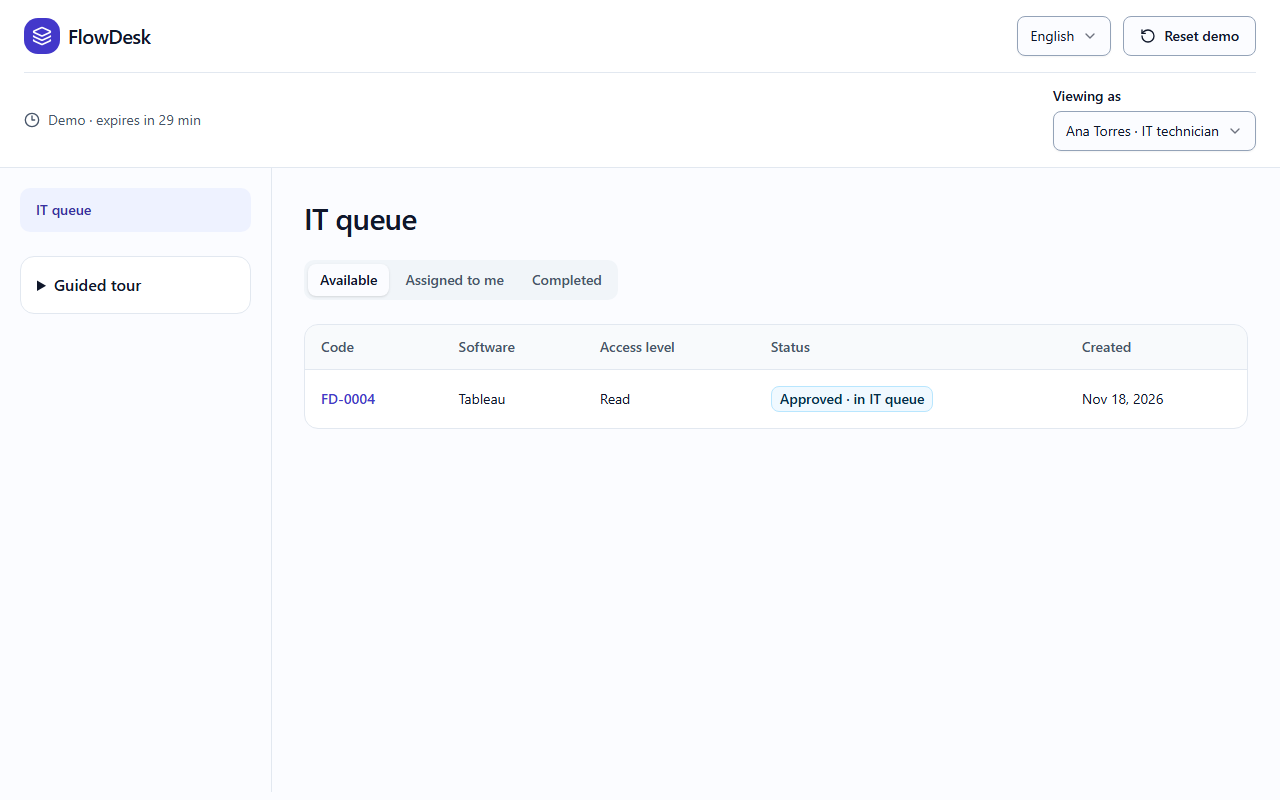 FlowDesk
English
Reset demo
Demo · expires in 29 min
Viewing as
Ana Torres · IT technician
IT queue
Guided tour
IT queue
Available
Assigned to me
Completed
Code Software Access level Status Created
FD-0004 Tableau Read Approved · in IT queue Nov 18, 2026